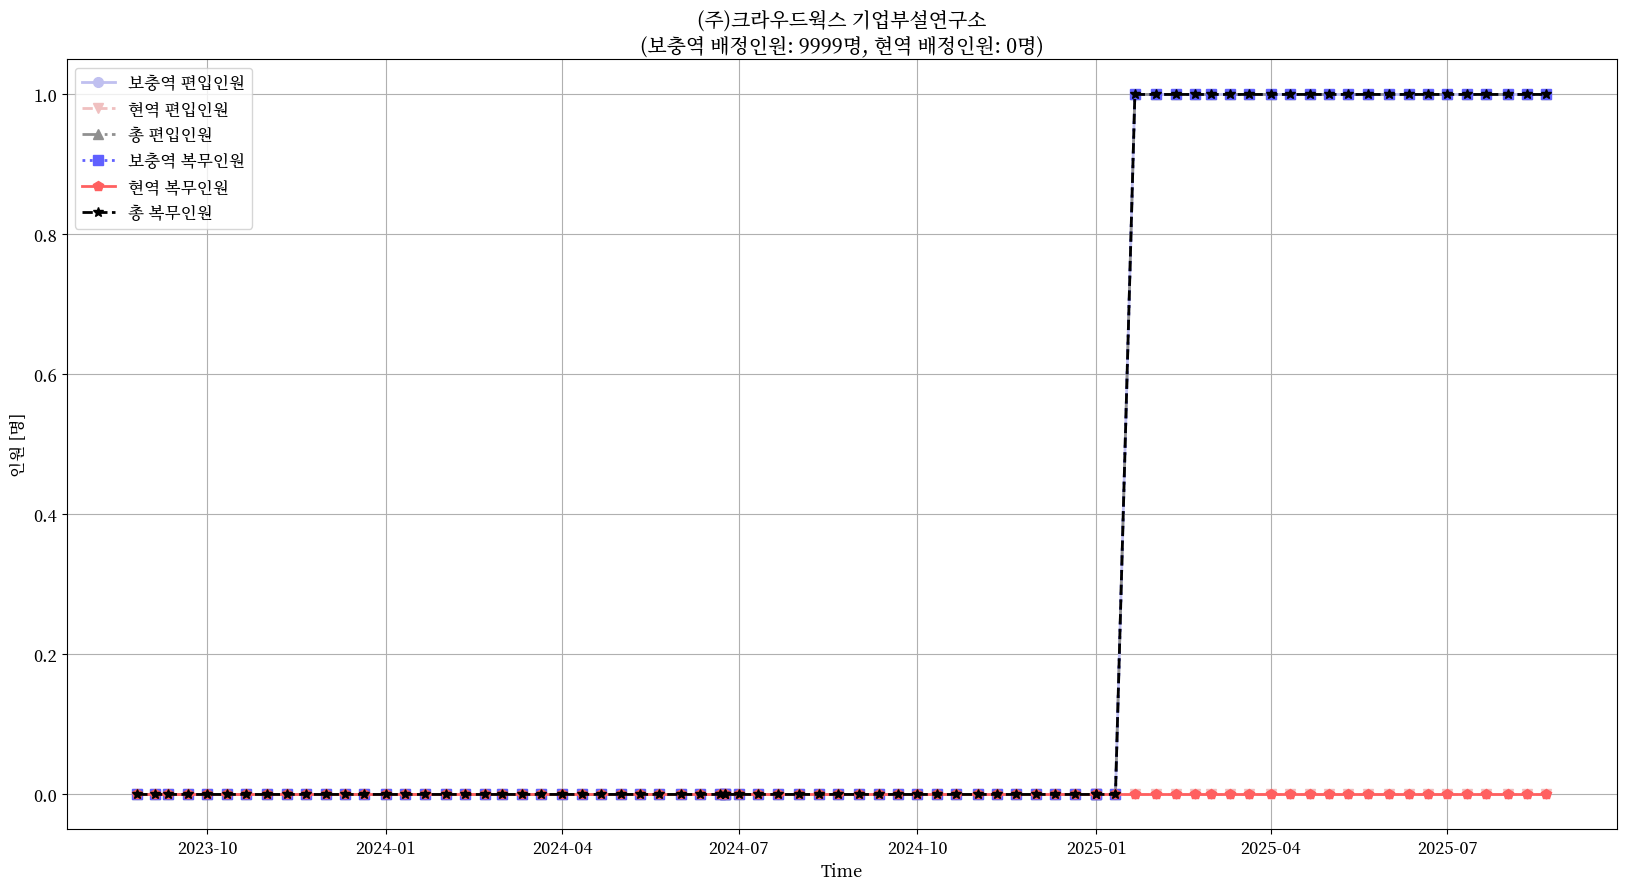 (주)크라우드웍스 기업부설연구소
(보충역 배정인원: 9999명, 현역 배정인원: 0명)
보충역 편입인원
현역 편입인원
총 편입인원
보충역 복무인원
현역 복무인원
총 복무인원
1.0
0.8
0.6
0.4
0.2
0.0
인원 [명]
2023-10
2024-01
2024-04
2024-07
2024-10
2025-01
2025-04
2025-07
Time